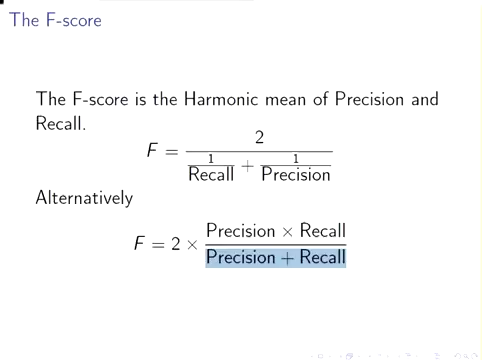 The F-score
The F-score is the Harmonic mean of Precision and
Recall.
F = 2 / (1/Recall + 1/Precision)
Alternatively
F = 2 × (Precision × Recall) / (Precision + Recall)